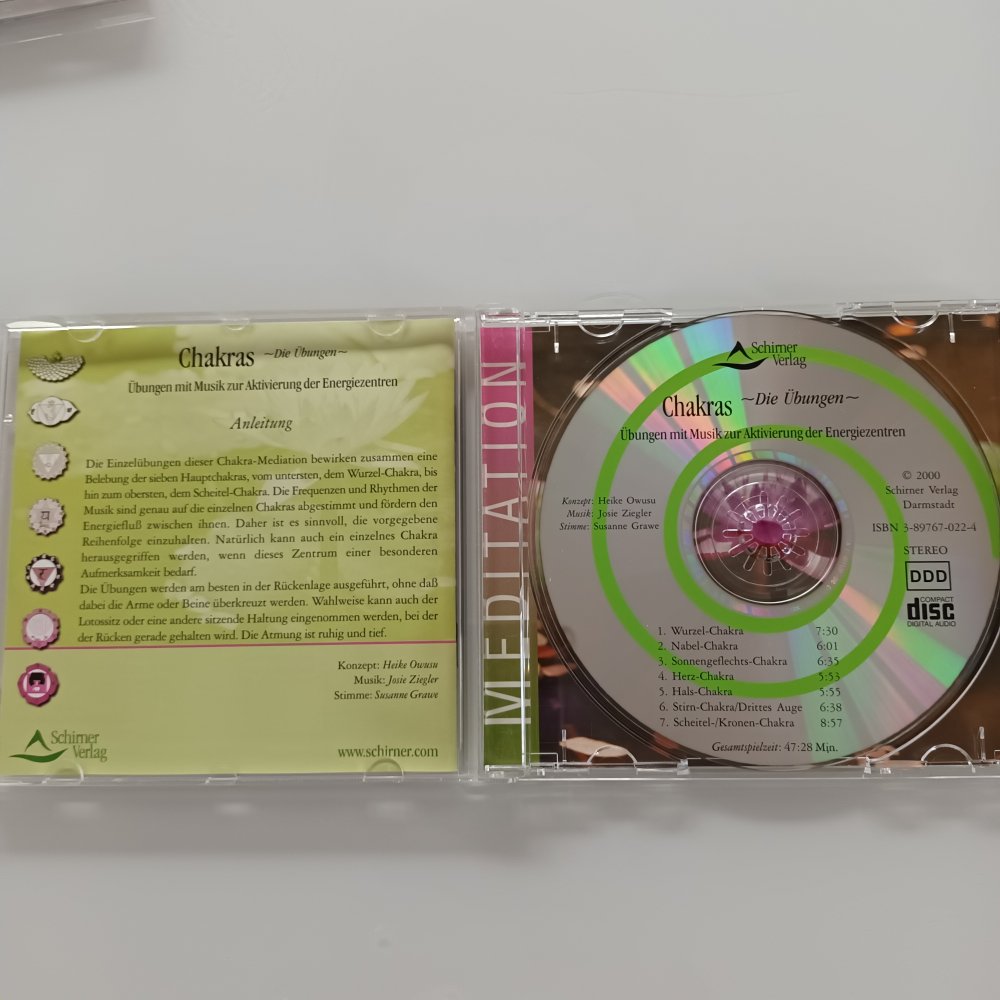 Chakras ~Die Übungen~
Übungen mit Musik zur Aktivierung der Energiezentren
Anleitung
Die Einzelübungen dieser Chakra-Mediation bewirken zusammen eine
Belebung der sieben Hauptchakras, vom untersten, dem Wurzel-Chakra, bis
hin zum obersten, dem Scheitel-Chakra. Die Frequenzen und Rhythmen der
Musik sind genau auf die einzelnen Chakras abgestimmt und fördern den
Energiefluß zwischen ihnen. Daher ist es sinnvoll, die vorgegebene
Reihenfolge einzuhalten. Natürlich kann auch ein einzelnes Chakra
herausgegriffen werden, wenn dieses Zentrum einer besonderen
Aufmerksamkeit bedarf.
Die Übungen werden am besten in der Rückenlage ausgeführt, ohne daß
dabei die Arme oder Beine überkreuzt werden. Wahlweise kann auch der
Lotossitz oder eine andere sitzende Haltung eingenommen werden, bei der
der Rücken gerade gehalten wird. Die Atmung ist ruhig und tief.
Konzept: Heike Owusu
Musik: Josie Ziegler
Stimme: Susanne Grawe
Schirner
Verlag
www.schirner.com
MEDITATION
Schirner
Verlag
Chakras ~Die Übungen~
Übungen mit Musik zur Aktivierung der Energiezentren
Konzept: Heike Owusu
Musik: Josie Ziegler
Stimme: Susanne Grawe
© 2000
Schirner Verlag
Darmstadt
ISBN 3-89767-022-4
STEREO
DDD
COMPACT
disc
DIGITAL AUDIO
1. Wurzel-Chakra 7:30
2. Nabel-Chakra 6:01
3. Sonnengeflechts-Chakra 6:35
4. Herz-Chakra 5:53
5. Hals-Chakra 5:55
6. Stirn-Chakra/Drittes Auge 6:38
7. Scheitel-/Kronen-Chakra 8:57
Gesamtspielzeit: 47:28 Min.